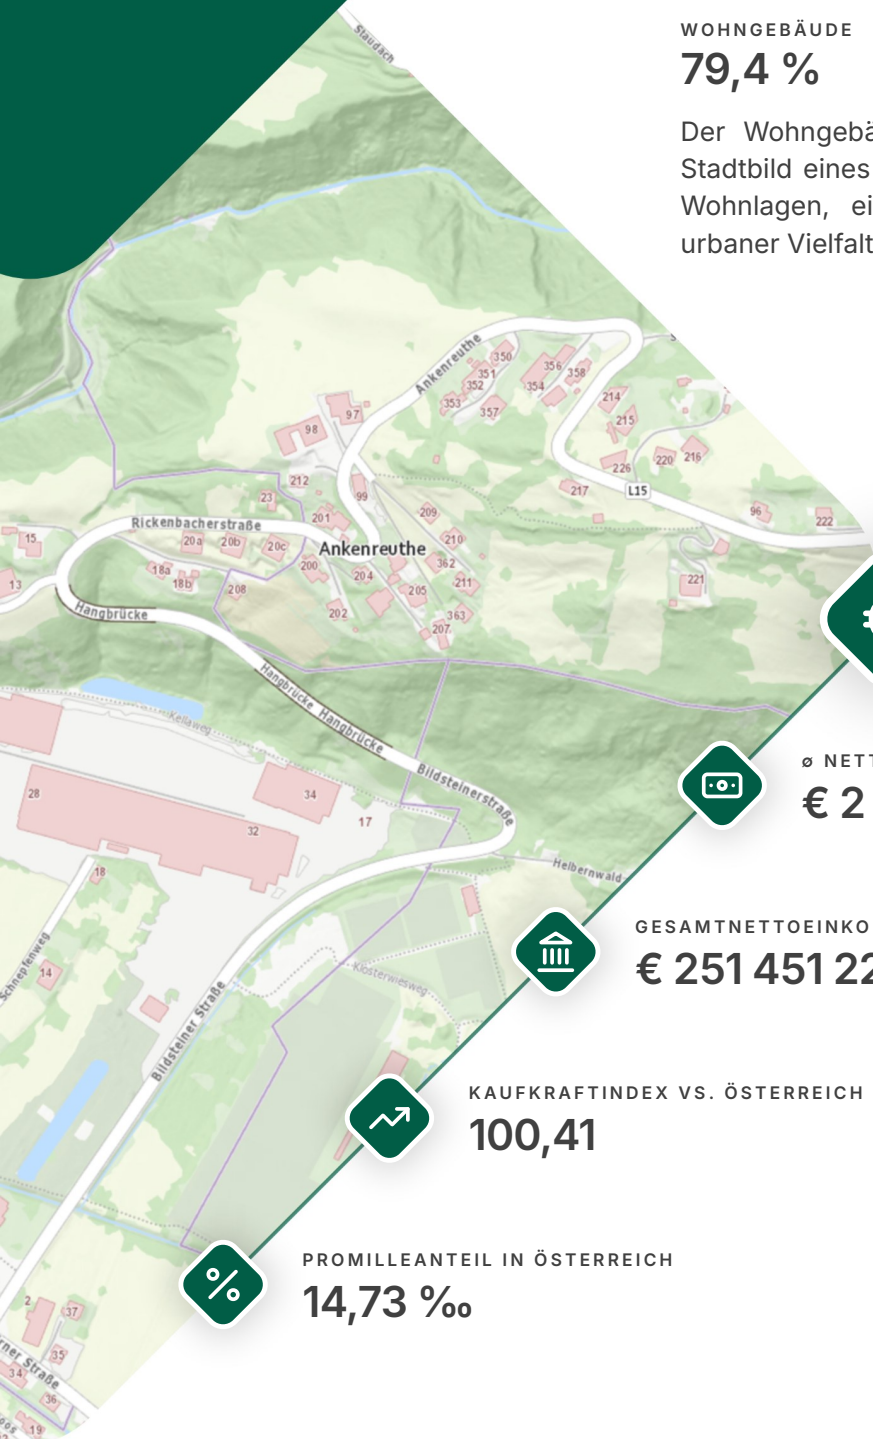 WOHNGEBÄUDE
79,4 %
Der Wohngebä
Stadtbild eines
Wohnlagen, ei
urbaner Vielfalt
Staudach
Ankenreuthe
350
351
352
353
357
356
354
358
214
215
97
98
226
220
216
217
L15
96
222
212
23
99
201
209
Rickenbacherstraße
15
20a
20b
20c
Ankenreuthe
210
200
204
362
18a
18b
13
208
205
211
221
202
363
207
Hangbrücke
Hangbrücke
Hangbrücke
Kellaweg
Bildsteinerstraße
ø NETT
€ 2
28
34
32
17
18
Heibernwald
GESAMTNETTOEINKO
€ 251 451 22
Schnepfenweg
14
Klosterwiesweg
Bildsteiner Straße
KAUFKRAFTINDEX VS. ÖSTERREICH
100,41
PROMILLEANTEIL IN ÖSTERREICH
14,73 ‰
2
37
35
rner Straße
34
36
19